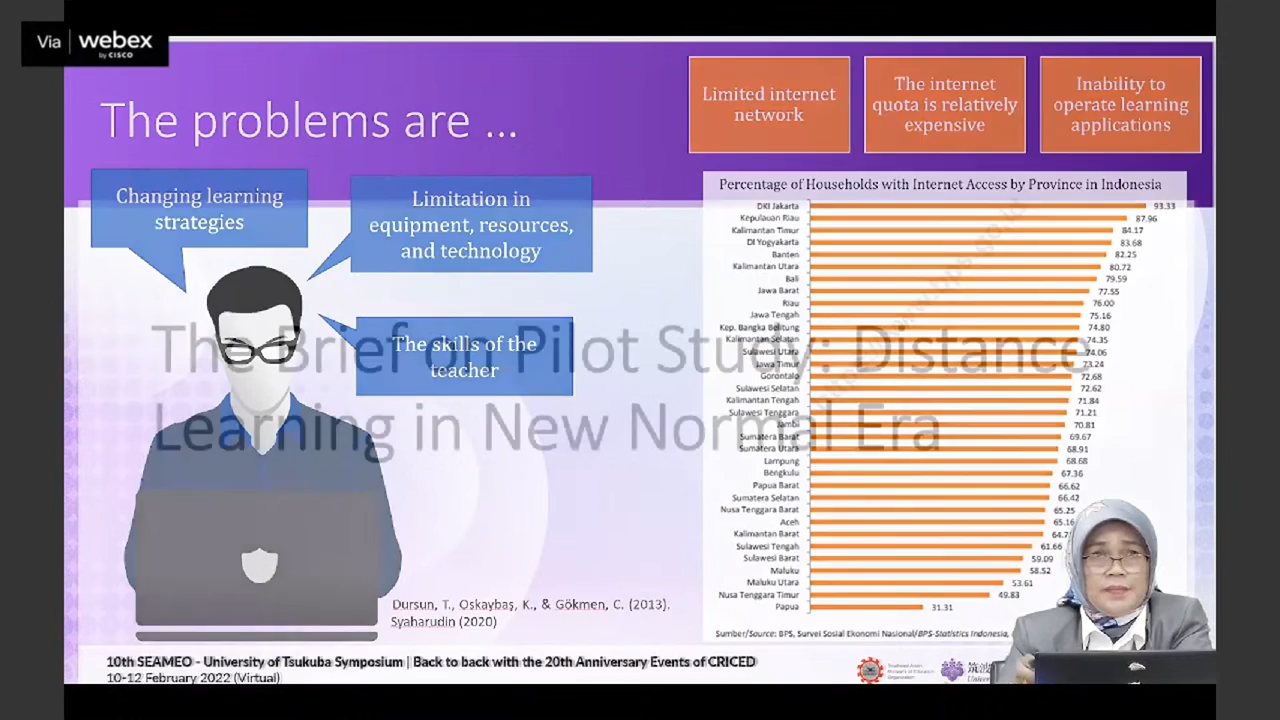 Via webex
by CISCO
The problems are ...
Limited internet
network
The internet
quota is relatively
expensive
Inability to
operate learning
applications
Changing learning
strategies
Limitation in
equipment, resources,
and technology
The skills of the
teacher
The Brief on Pilot Study: Distance
Learning in New Normal Era
Dursun, T., Oskaybaş, K., & Gökmen, C. (2013).
Syaharudin (2020)
Percentage of Households with Internet Access by Province in Indonesia
DKI Jakarta 93.33
Kepulauan Riau 87.96
Kalimantan Timur 84.17
DI Yogyakarta 83.68
Banten 82.25
Kalimantan Utara 80.72
Bali 79.59
Jawa Barat 77.55
Riau 76.00
Jawa Tengah 75.16
Kep. Bangka Belitung 74.80
Kalimantan Selatan 74.35
Sulawesi Utara 74.06
Jawa Timur 73.24
Gorontalo 72.68
Sulawesi Selatan 72.62
Kalimantan Tengah 71.84
Sulawesi Tenggara 71.21
Jambi 70.81
Sumatera Barat 69.67
Sumatera Utara 68.91
Lampung 68.68
Bengkulu 67.36
Papua Barat 66.62
Sumatera Selatan 66.42
Nusa Tenggara Barat 65.25
Aceh 65.16
Kalimantan Barat
Sulawesi Tengah 61.66
Sulawesi Barat 59.09
Maluku 58.52
Maluku Utara 53.61
Nusa Tenggara Timur 49.83
Papua 31.31
Sumber/Source: BPS, Survei Sosial Ekonomi Nasional/BPS-Statistics Indonesia,
10th SEAMEO - University of Tsukuba Symposium | Back to back with the 20th Anniversary Events of CRICED
10-12 February 2022 (Virtual)